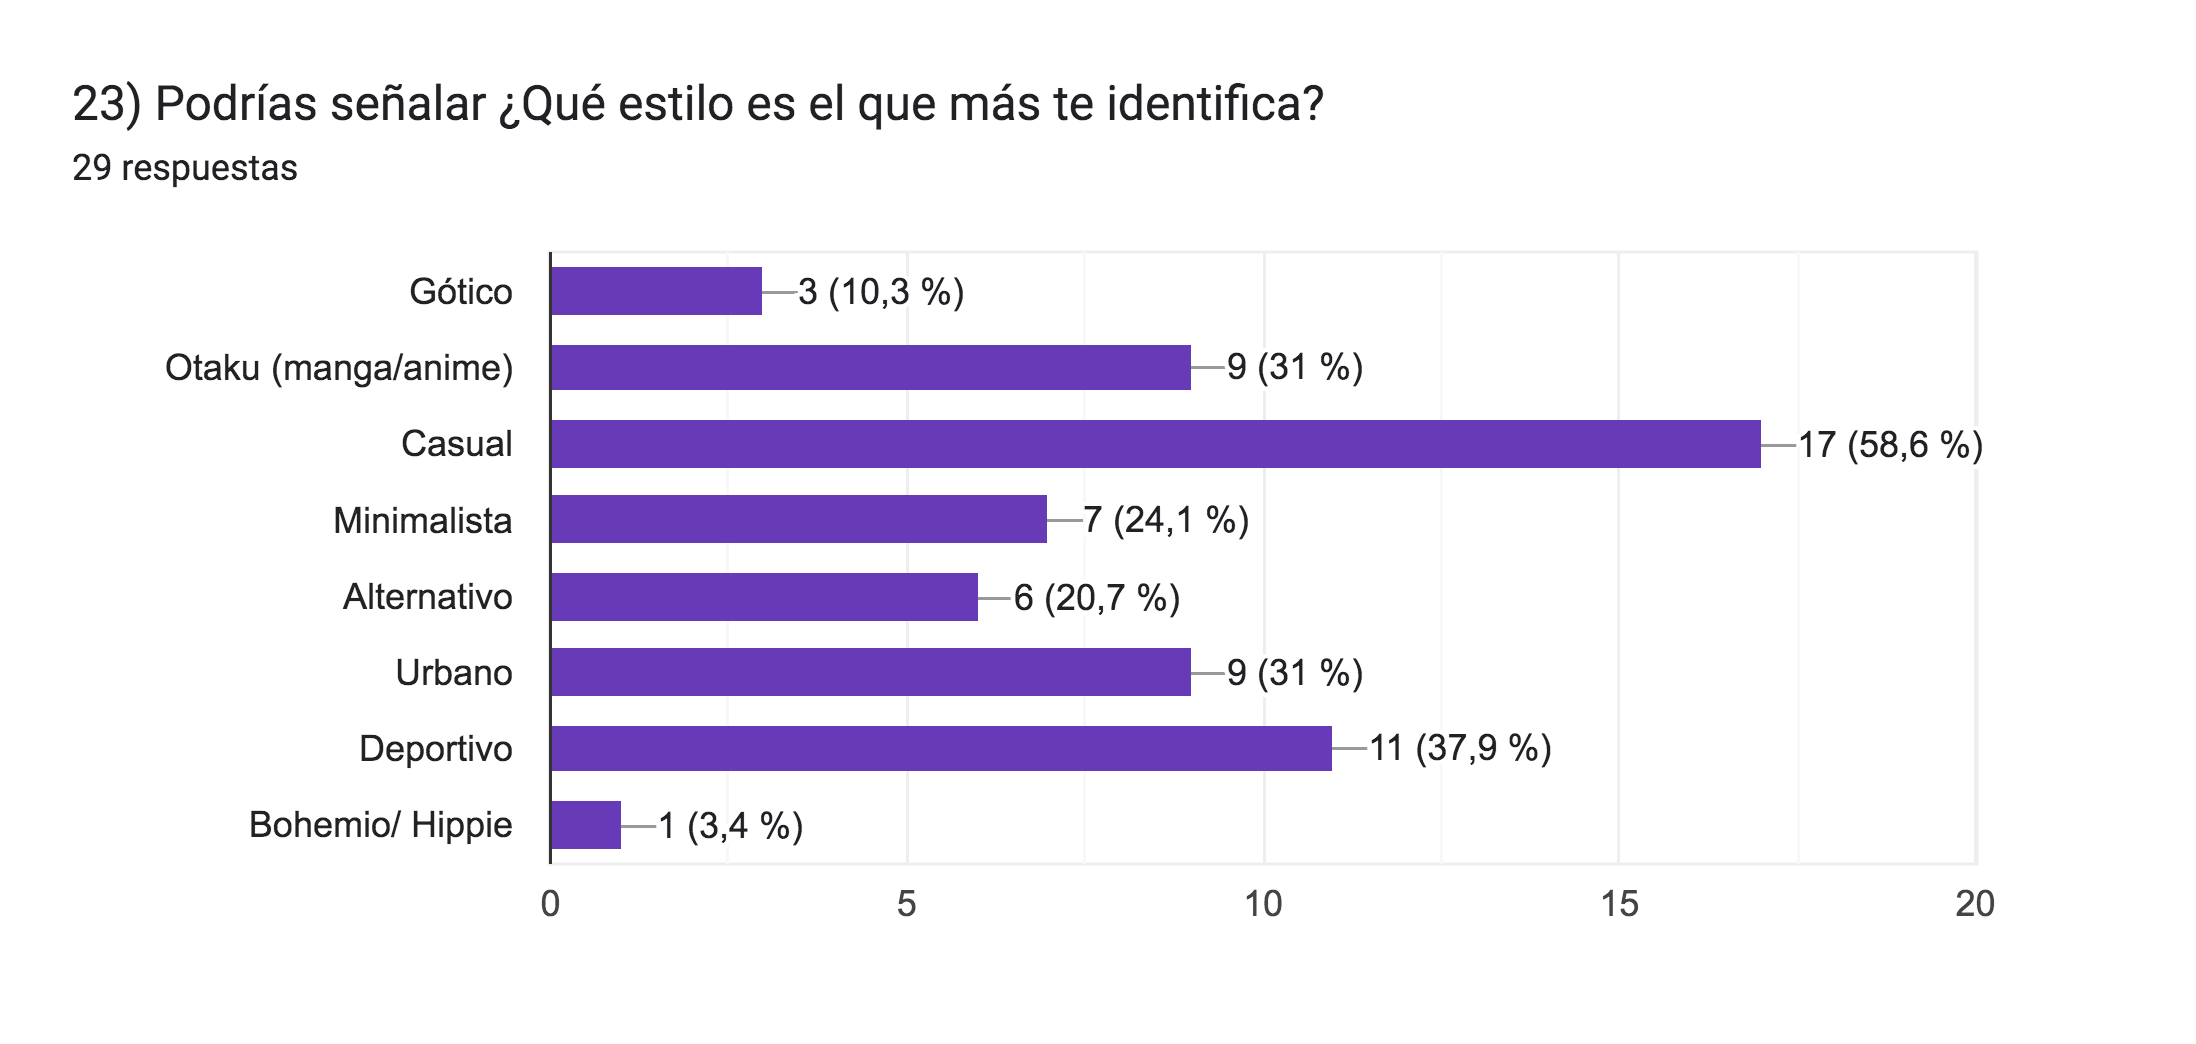 23) Podrías señalar ¿Qué estilo es el que más te identifica?
29 respuestas
Gótico
3 (10,3 %)
Otaku (manga/anime)
9 (31 %)
Casual
17 (58,6 %)
Minimalista
7 (24,1 %)
Alternativo
6 (20,7 %)
Urbano
9 (31 %)
Deportivo
11 (37,9 %)
Bohemio/ Hippie
1 (3,4 %)
0 5 10 15 20